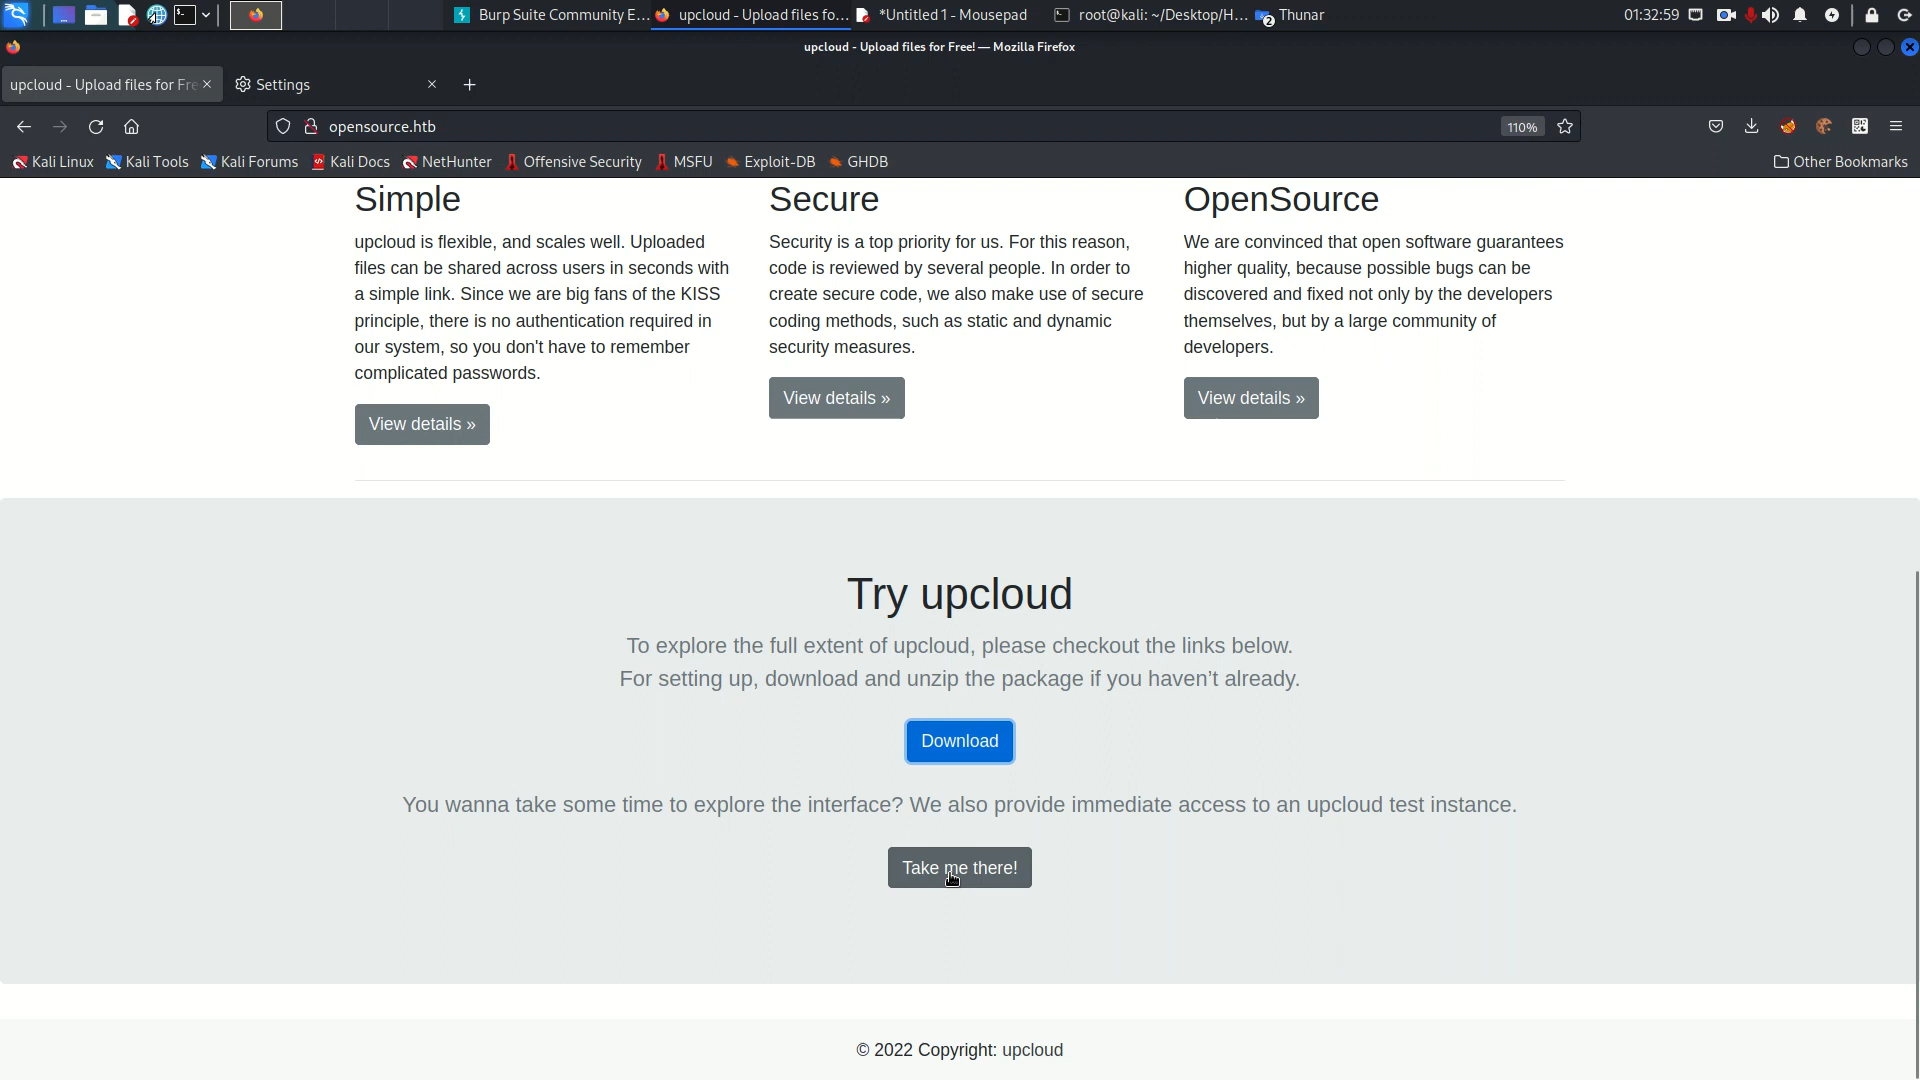 Burp Suite Community E...
upcloud - Upload files fo...
*Untitled 1 - Mousepad
root@kali: ~/Desktop/H...
2
Thunar
01:32:59
upcloud - Upload files for Free! — Mozilla Firefox
upcloud - Upload files for Fre
Settings
opensource.htb
110%
Kali Linux
Kali Tools
Kali Forums
Kali Docs
NetHunter
Offensive Security
MSFU
Exploit-DB
GHDB
Other Bookmarks
Simple
upcloud is flexible, and scales well. Uploaded
files can be shared across users in seconds with
a simple link. Since we are big fans of the KISS
principle, there is no authentication required in
our system, so you don't have to remember
complicated passwords.
View details »
Secure
Security is a top priority for us. For this reason,
code is reviewed by several people. In order to
create secure code, we also make use of secure
coding methods, such as static and dynamic
security measures.
View details »
OpenSource
We are convinced that open software guarantees
higher quality, because possible bugs can be
discovered and fixed not only by the developers
themselves, but by a large community of
developers.
View details »
Try upcloud
To explore the full extent of upcloud, please checkout the links below.
For setting up, download and unzip the package if you haven’t already.
Download
You wanna take some time to explore the interface? We also provide immediate access to an upcloud test instance.
Take me there!
© 2022 Copyright: upcloud